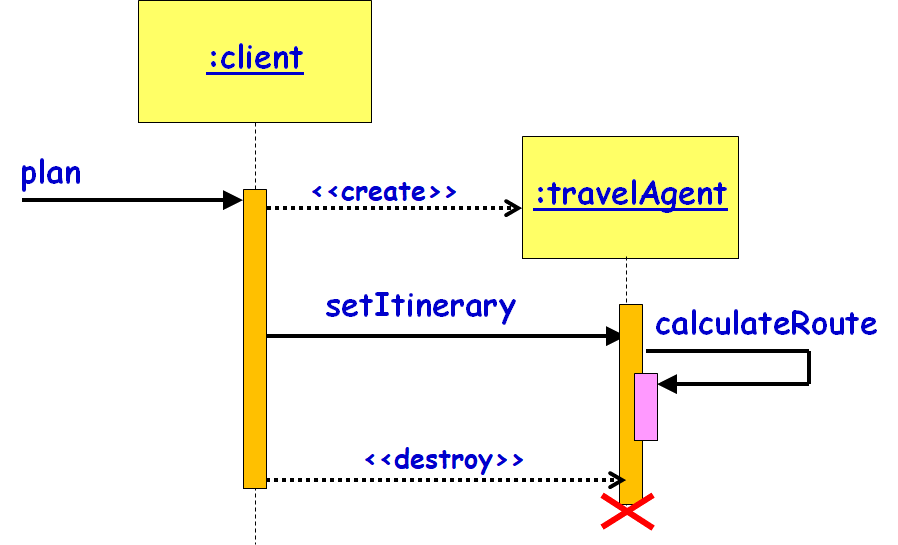 :client
plan
<<create>>
:travelAgent
setItinerary
calculateRoute
<<destroy>>